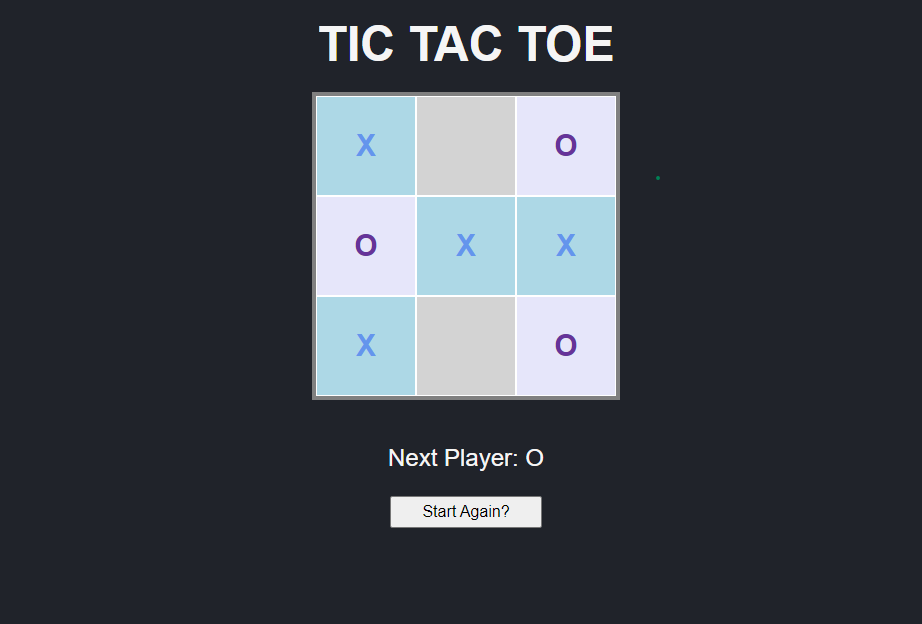 TIC TAC TOE
X O
O X X
X O
Next Player: O
Start Again?